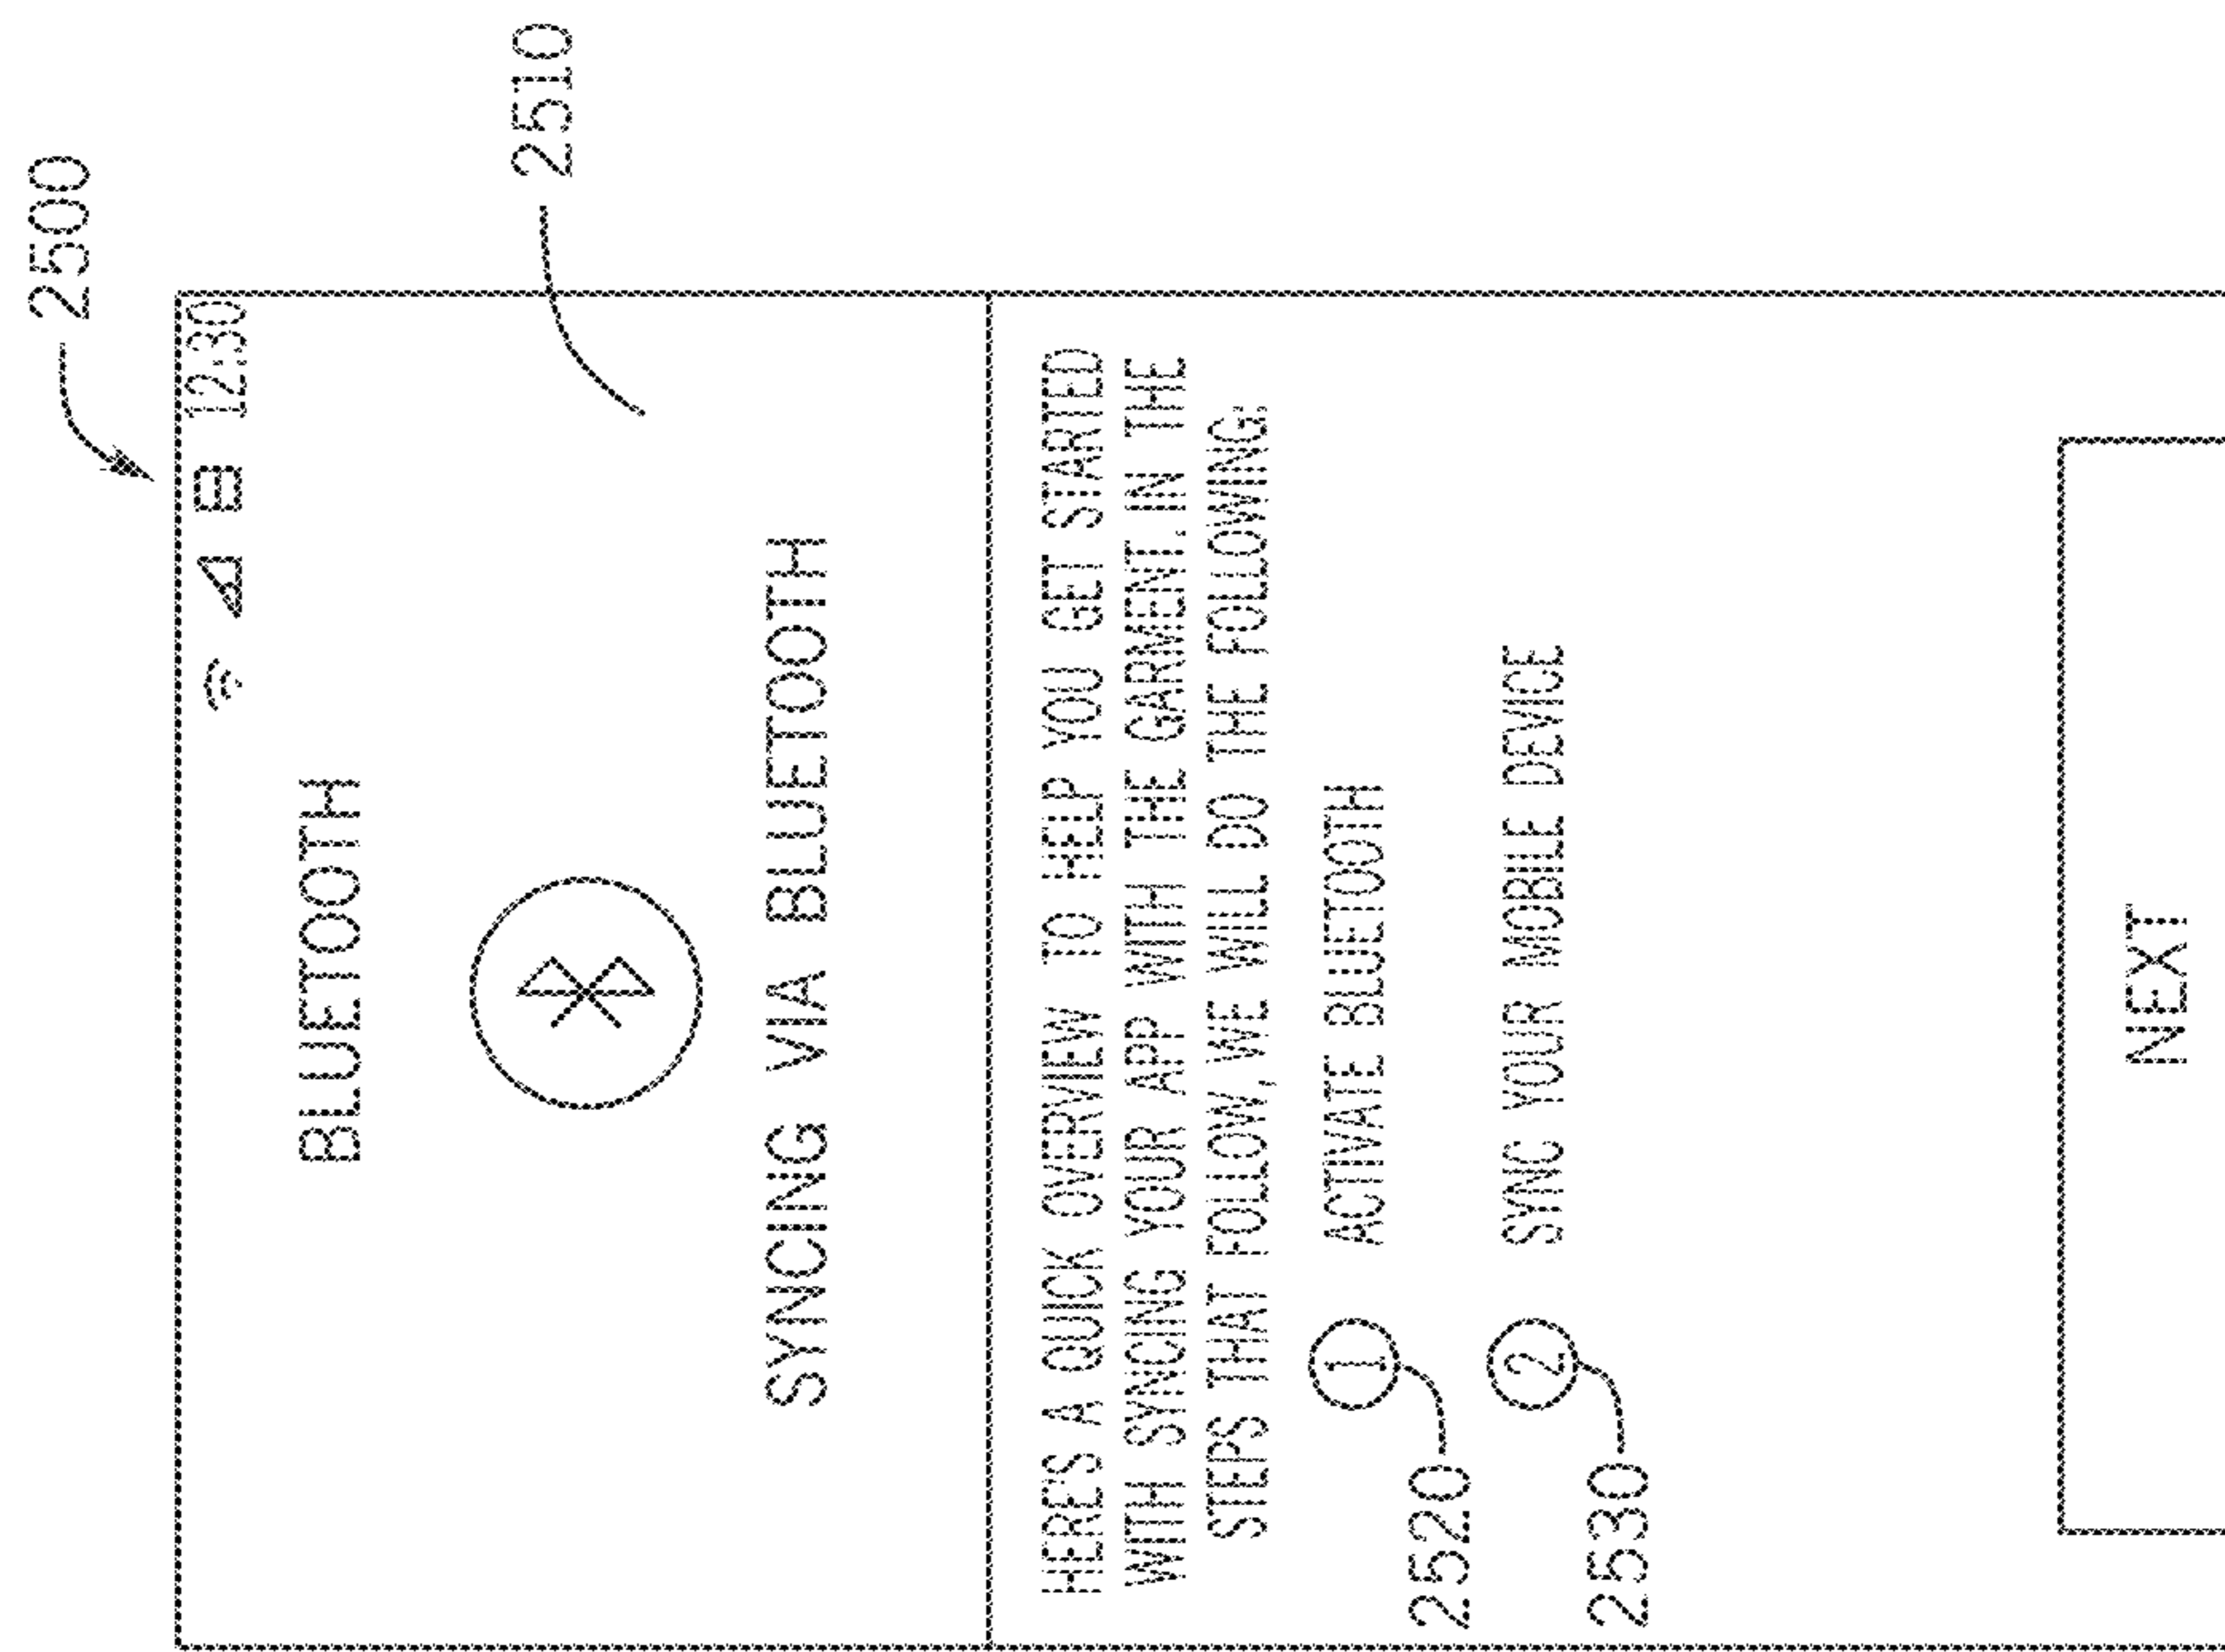 2500
12:30
2510
BLUETOOTH
SYNCING VIA BLUETOOTH
HERE'S A QUICK OVERVIEW TO HELP YOU GET STARTED
WITH SYNCING YOUR APP WITH THE GARMENT. IN THE
STEPS THAT FOLLOW, WE WILL DO THE FOLLOWING:
1 ACTIVATE BLUETOOTH
2520
2 SYNC YOUR MOBILE DEVICE
2530
NEXT